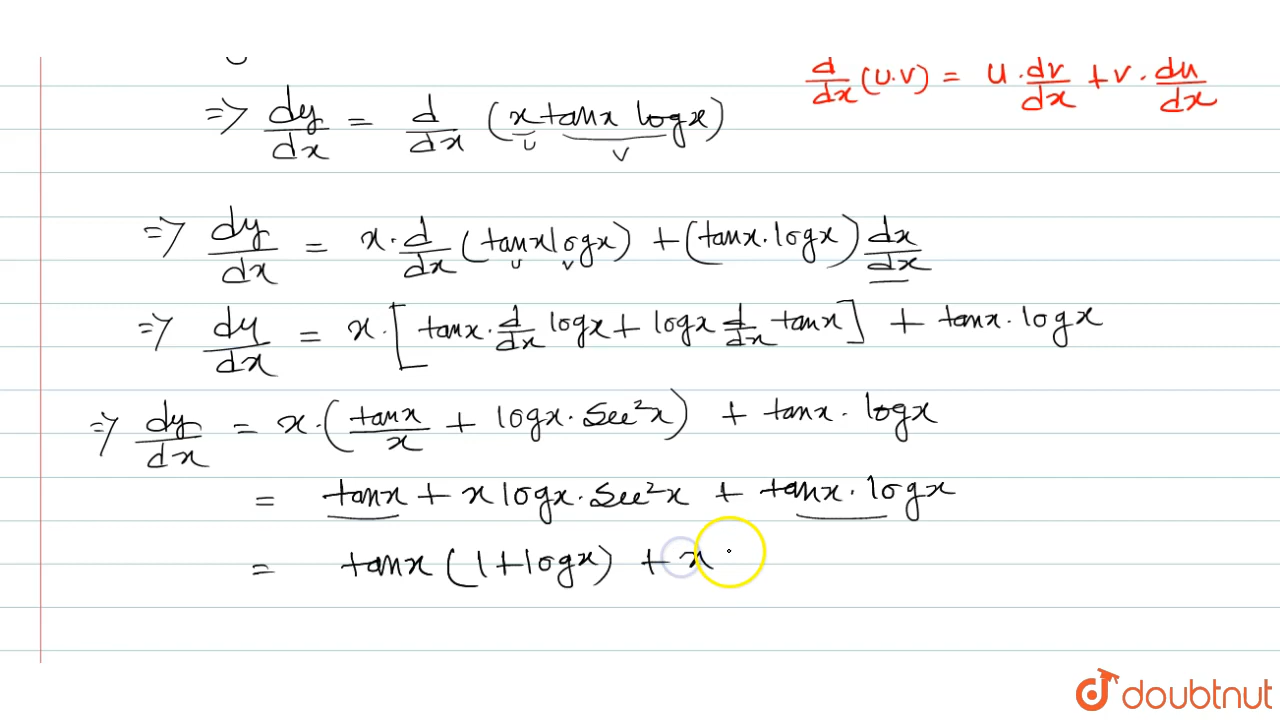 d/dx (u.v) = u.dv/dx + v.du/dx
=> dy/dx = d/dx (x tanx logx)
u v
=> dy/dx = x.d/dx (tanx logx) + (tanx.logx) dx/dx
u v
=> dy/dx = x.[tanx.d/dx logx + logx d/dx tanx] + tanx.logx
=> dy/dx = x.(tanx/x + logx.sec²x) + tanx.logx
= tanx + x logx.sec²x + tanx.logx
= tanx (1+logx) + x.
doubtnut